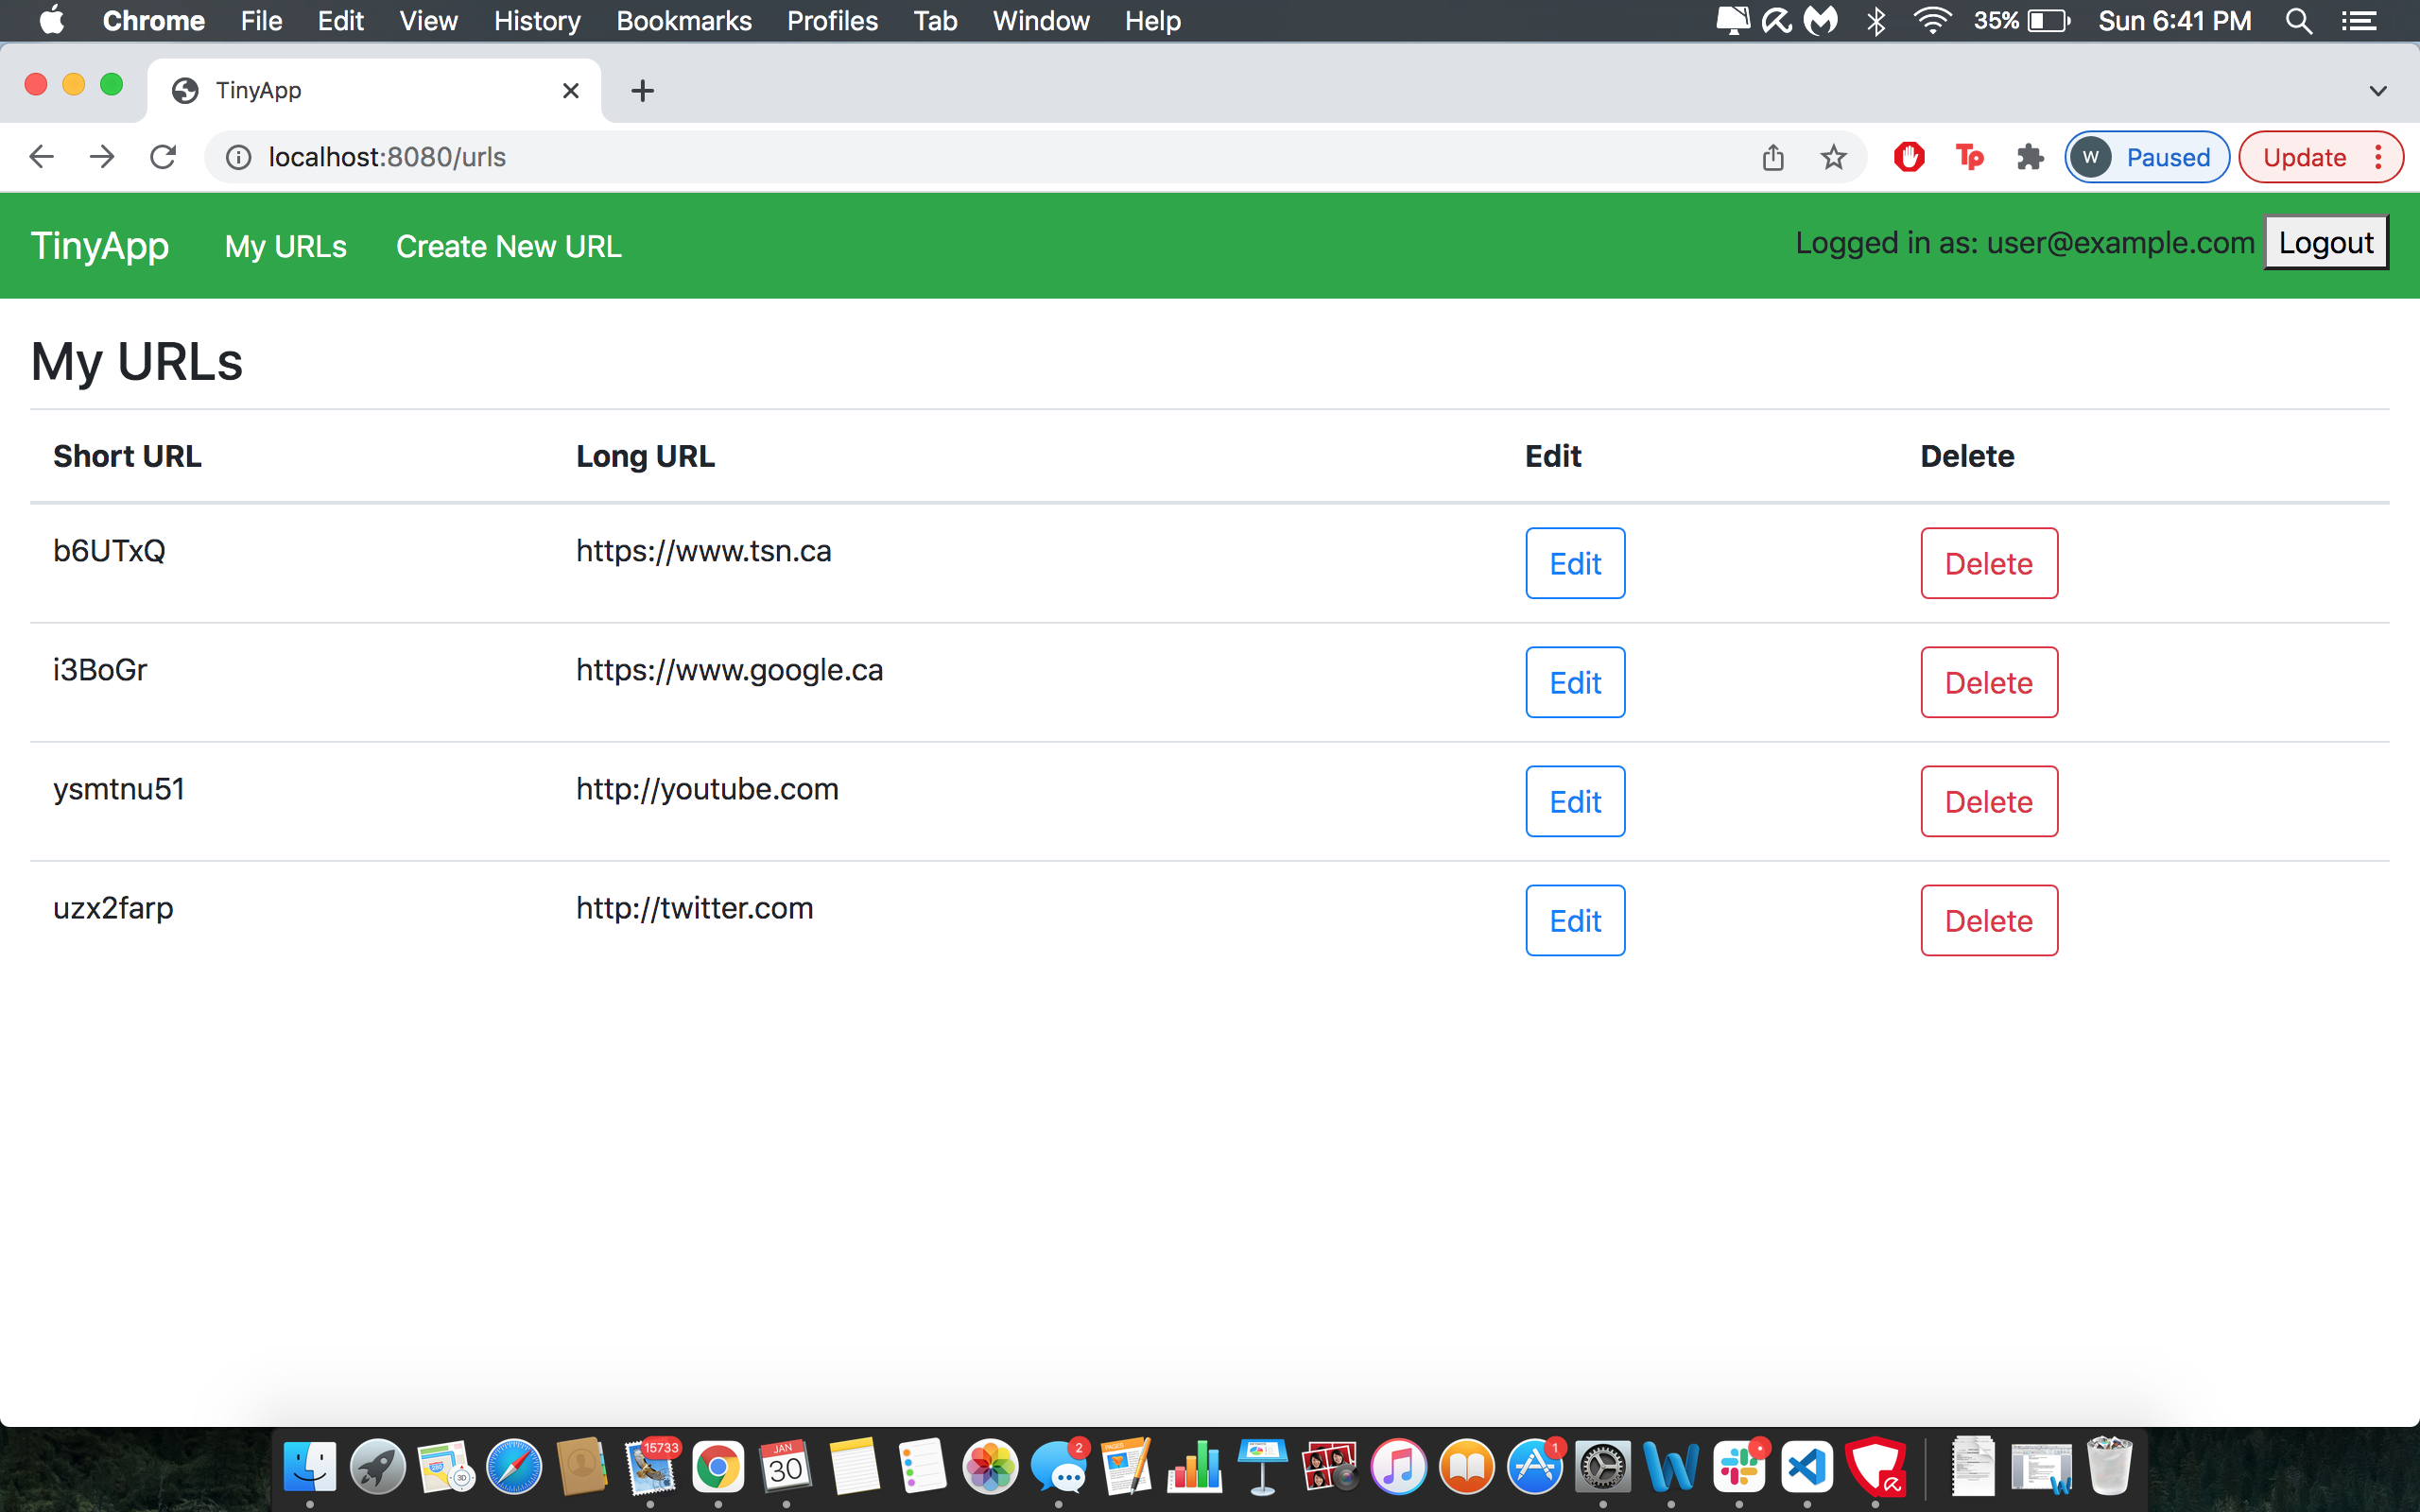 Chrome File Edit View History Bookmarks Profiles Tab Window Help 35% Sun 6:41 PM
TinyApp
localhost:8080/urls Tp W Paused Update
TinyApp My URLs Create New URL Logged in as: user@example.com Logout
My URLs
Short URL Long URL Edit Delete
b6UTxQ https://www.tsn.ca Edit Delete
i3BoGr https://www.google.ca Edit Delete
ysmtnu51 http://youtube.com Edit Delete
uzx2farp http://twitter.com Edit Delete
15733 JAN 30 2 PAGES 1
3D